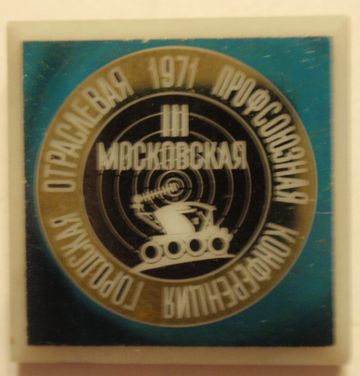 III
МОСКОВСКАЯ
ГОРОДСКАЯ ОТРАСЛЕВАЯ 1971 ПРОФСОЮЗНАЯ КОНФЕРЕНЦИЯ